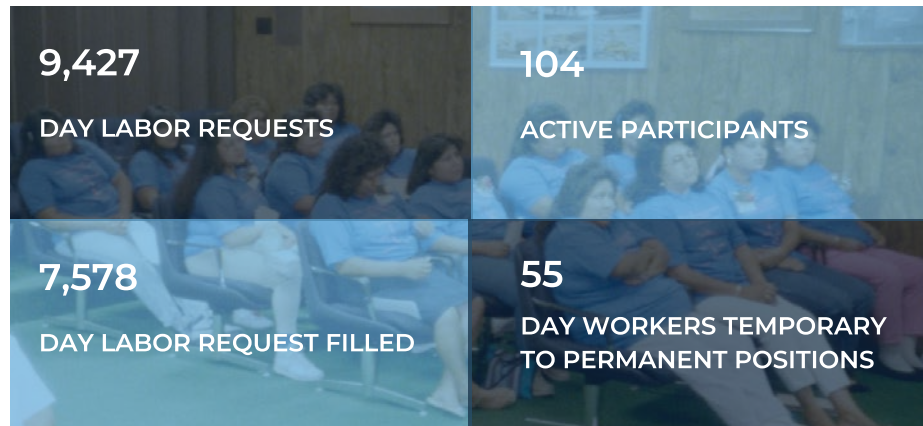 9,427
DAY LABOR REQUESTS
104
ACTIVE PARTICIPANTS
7,578
DAY LABOR REQUEST FILLED
55
DAY WORKERS TEMPORARY
TO PERMANENT POSITIONS